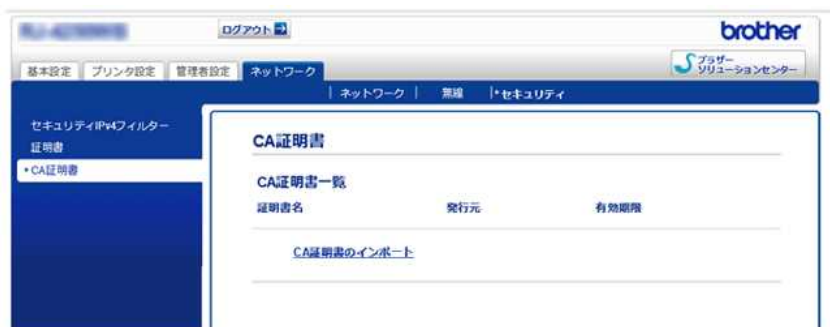 ログアウト
brother
基本設定 プリンタ設定 管理者設定 ネットワーク
ブラザー
ソリューションセンター
ネットワーク 無線 セキュリティ
セキュリティIPv4フィルター
証明書
CA証明書
CA証明書
CA証明書一覧
証明書名 発行元 有効期限
CA証明書のインポート